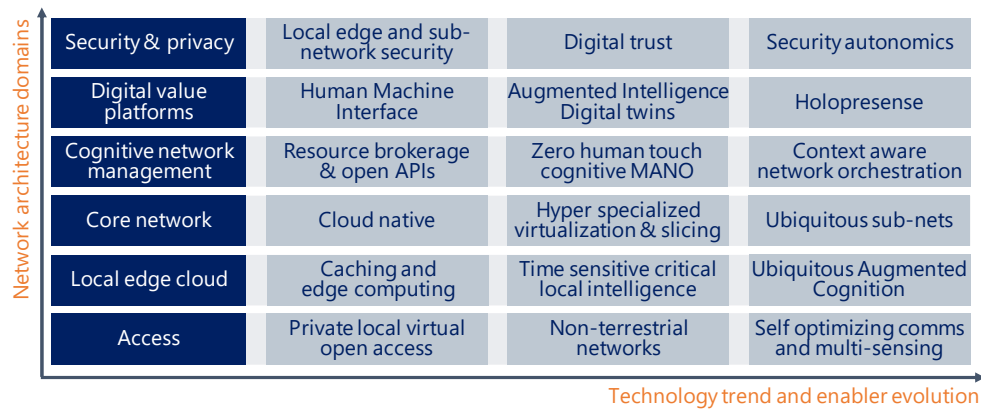 Network architecture domains
Security & privacy
Local edge and sub-
network security
Digital trust
Security autonomics
Digital value
platforms
Human Machine
Interface
Augmented Intelligence
Digital twins
Holopresense
Cognitive network
management
Resource brokerage
& open APIs
Zero human touch
cognitive MANO
Context aware
network orchestration
Core network
Cloud native
Hyper specialized
virtualization & slicing
Ubiquitous sub-nets
Local edge cloud
Caching and
edge computing
Time sensitive critical
local intelligence
Ubiquitous Augmented
Cognition
Access
Private local virtual
open access
Non-terrestrial
networks
Self optimizing comms
and multi-sensing
Technology trend and enabler evolution